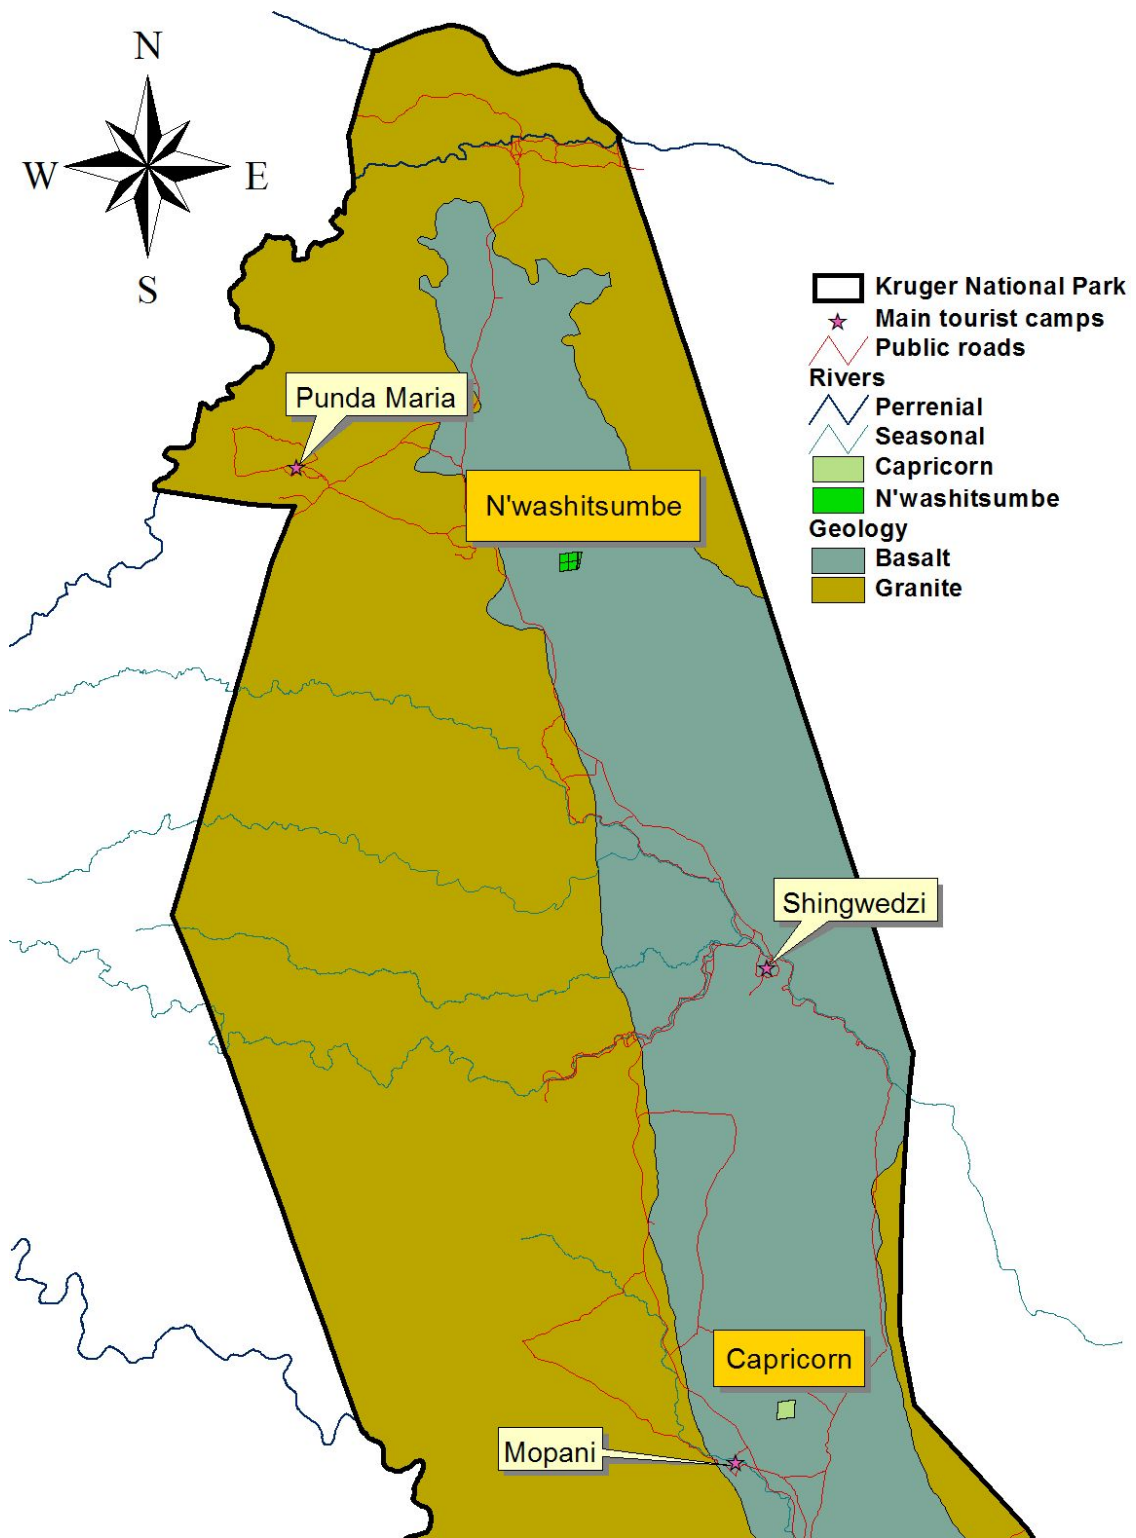 N
W
E
S
Kruger National Park
Main tourist camps
Public roads
Rivers
Perrenial
Seasonal
Capricorn
N'washitsumbe
Geology
Basalt
Granite
Punda Maria
N'washitsumbe
Shingwedzi
Capricorn
Mopani